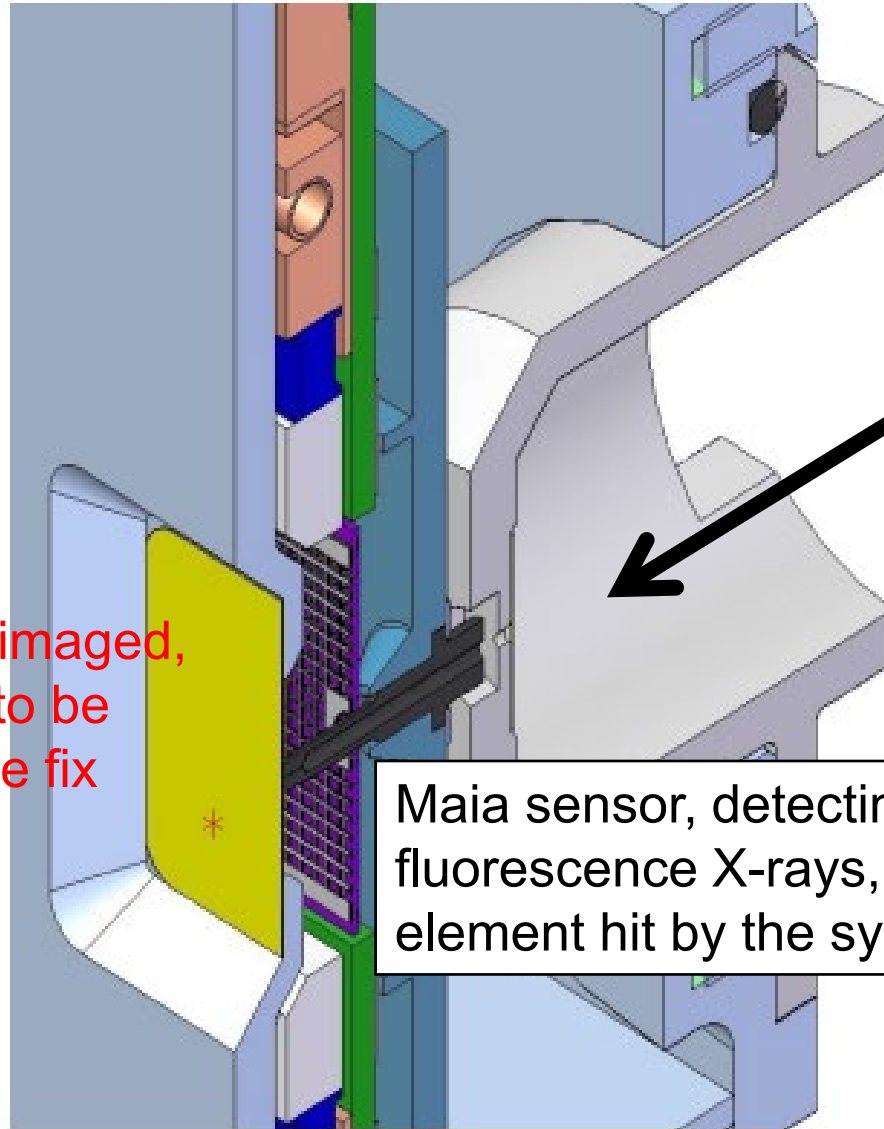 imaged,
to be
e fix
Maia sensor, detectin
fluorescence X-rays,
element hit by the sy